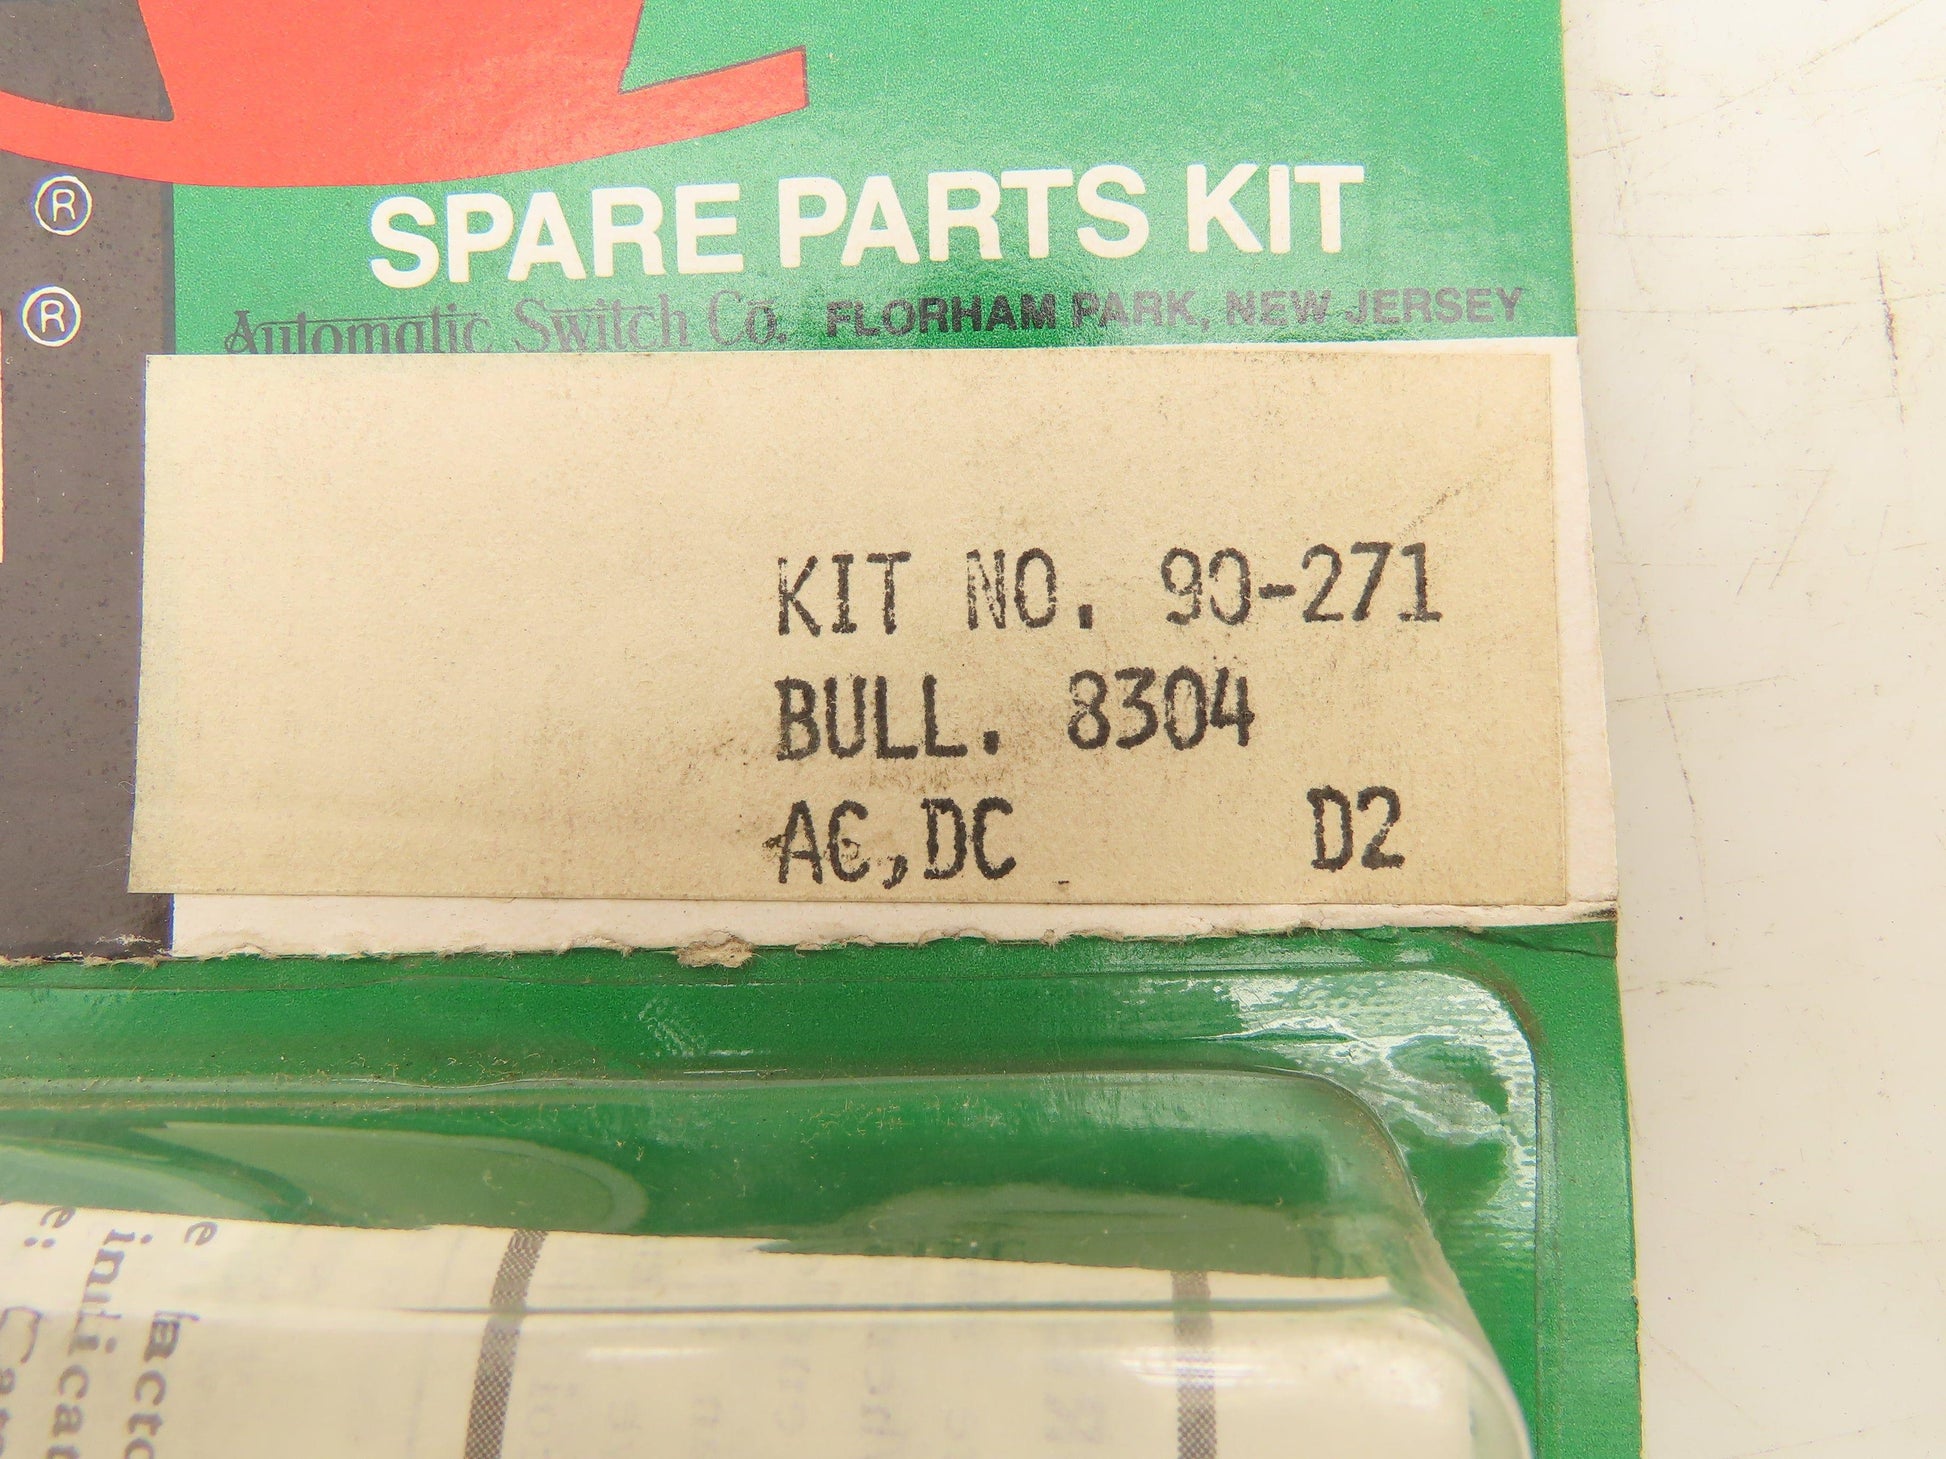 ®
®
SPARE PARTS KIT
Automatic Switch Co. FLORHAM PARK, NEW JERSEY
KIT NO. 90-271
BULL. 8304
AC,DC D2